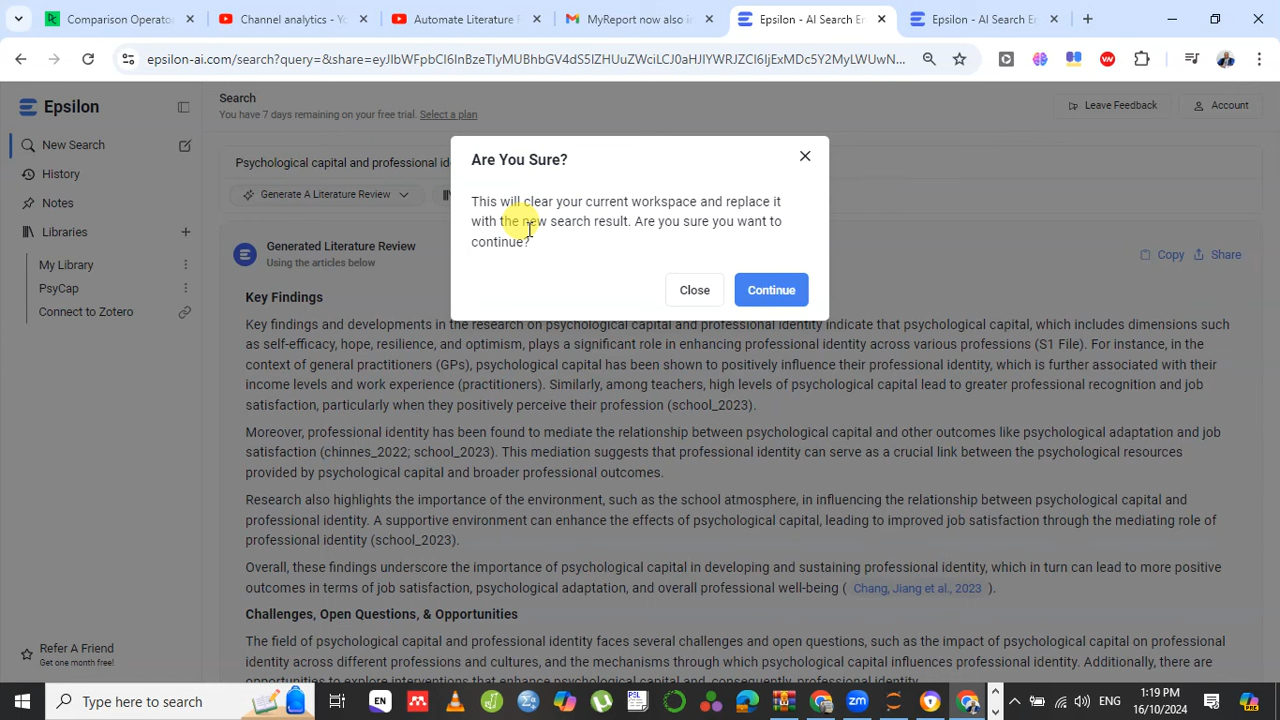 Comparison Operato
Channel analytics - Yo
Automate Literature R
MyReport now also i
Epsilon - AI Search En
Epsilon - AI Search En
epsilon-ai.com/search?query=&share=eyJIbWFpbCI6InBzeTIyMUBhbGV4dS5lZHUuZWciLCJ0aHJlYWRJZCI6IjExMDc5Y2MyLWUwN...
Epsilon
Search
You have 7 days remaining on your free trial. Select a plan
Leave Feedback
Account
New Search
History
Notes
Libraries
My Library
PsyCap
Connect to Zotero
Refer A Friend
Get one month free!
Psychological capital and professional id
Generate A Literature Review
Are You Sure?
This will clear your current workspace and replace it
with the new search result. Are you sure you want to
continue?
Close
Continue
Generated Literature Review
Using the articles below
Copy
Share
Key Findings
Key findings and developments in the research on psychological capital and professional identity indicate that psychological capital, which includes dimensions such
as self-efficacy, hope, resilience, and optimism, plays a significant role in enhancing professional identity across various professions (S1 File). For instance, in the
context of general practitioners (GPs), psychological capital has been shown to positively influence their professional identity, which is further associated with their
income levels and work experience (practitioners). Similarly, among teachers, high levels of psychological capital lead to greater professional recognition and job
satisfaction, particularly when they positively perceive their profession (school_2023).
Moreover, professional identity has been found to mediate the relationship between psychological capital and other outcomes like psychological adaptation and job
satisfaction (chinnes_2022; school_2023). This mediation suggests that professional identity can serve as a crucial link between the psychological resources
provided by psychological capital and broader professional outcomes.
Research also highlights the importance of the environment, such as the school atmosphere, in influencing the relationship between psychological capital and
professional identity. A supportive environment can enhance the effects of psychological capital, leading to improved job satisfaction through the mediating role of
professional identity (school_2023).
Overall, these findings underscore the importance of psychological capital in developing and sustaining professional identity, which in turn can lead to more positive
outcomes in terms of job satisfaction, psychological adaptation, and overall professional well-being ( Chang, Jiang et al., 2023 ).
Challenges, Open Questions, & Opportunities
The field of psychological capital and professional identity faces several challenges and open questions, such as the impact of psychological capital on professional
identity across different professions and cultures, and the mechanisms through which psychological capital influences professional identity. Additionally, there are
opportunities to explore interventions that can enhance psychological capital and, consequently, professional identity.
Type here to search
EN
ENG
1:19 PM
16/10/2024